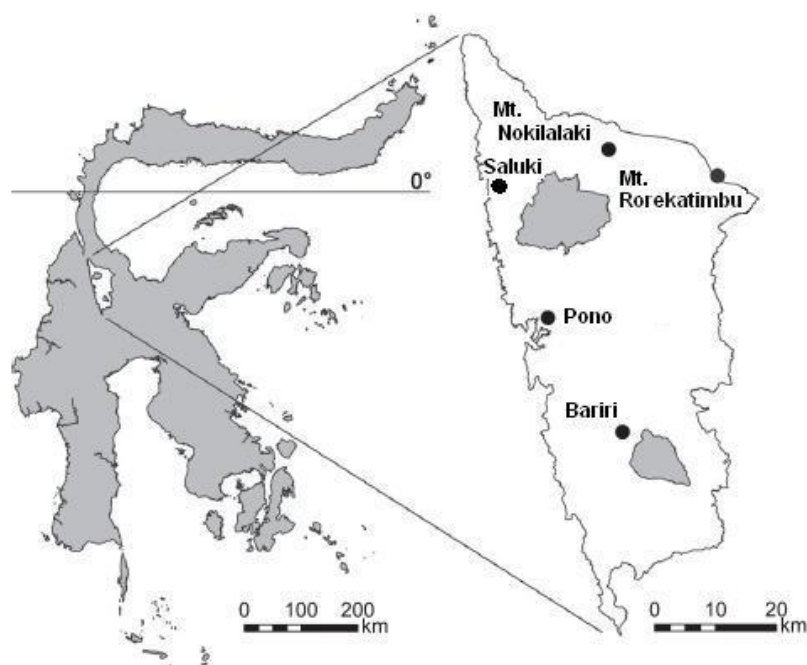 Mt.
Nokilalaki
Saluki
0°
Mt.
Rorekatimbu
Pono
Bariri
0 100 200
km
0 10 20
km